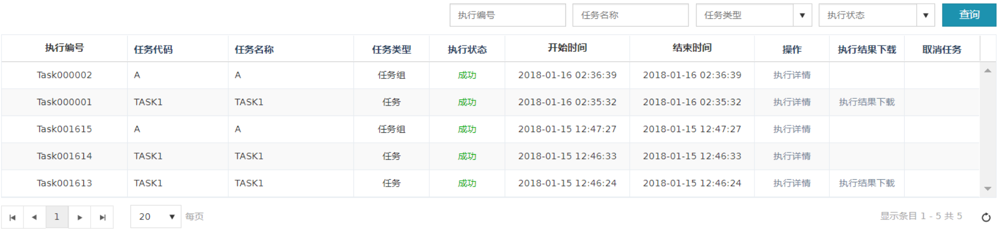 执行编号 任务名称 任务类型 执行状态 查询
执行编号 任务代码 任务名称 任务类型 执行状态 开始时间 结束时间 操作 执行结果下载 取消任务
Task000002 A A 任务组 成功 2018-01-16 02:36:39 2018-01-16 02:36:39 执行详情
Task000001 TASK1 TASK1 任务 成功 2018-01-16 02:35:32 2018-01-16 02:35:32 执行详情 执行结果下载
Task001615 A A 任务组 成功 2018-01-15 12:47:27 2018-01-15 12:47:27 执行详情
Task001614 TASK1 TASK1 任务 成功 2018-01-15 12:46:33 2018-01-15 12:46:33 执行详情
Task001613 TASK1 TASK1 任务 成功 2018-01-15 12:46:24 2018-01-15 12:46:24 执行详情 执行结果下载
1 20 每页 显示条目 1 - 5 共 5